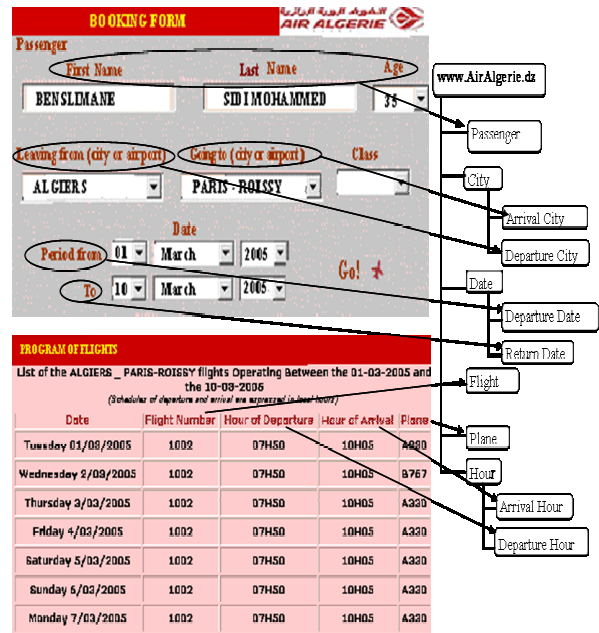 BOOKING FORM
الخطوط الجوية الجزائرية
AIR ALGERIE
Passenger
First Name Last Name Age
BENSLIMANE SIDI MOHAMMED 35
Leaving from (city or airport) Going to (city or airport) Class
ALGIERS PARIS - ROISSY
Date
Period from 01 March 2005
To 10 March 2005
Go!
PROGRAM OF FLIGHTS
List of the ALGIERS _ PARIS-ROISSY flights Operating Between the 01-03-2005 and
the 10-03-2005
(Schedules of departure and arrival are expressed in local hours)
Date Flight Number Hour of Departure Hour of Arrival Plane
Tuesday 01/03/2005 1002 07H50 10H05 A330
Wednesday 2/03/2005 1002 07H50 10H05 B767
Thursday 3/03/2005 1002 07H50 10H05 A330
Friday 4/03/2005 1002 07H50 10H05 A330
Saturday 5/03/2005 1002 07H50 10H05 A330
Sunday 6/03/2005 1002 07H50 10H05 A330
Monday 7/03/2005 1002 07H50 10H05 A330
www.AirAlgerie.dz
Passenger
City
Arrival City
Departure City
Date
Departure Date
Return Date
Flight
Plane
Hour
Arrival Hour
Departure Hour